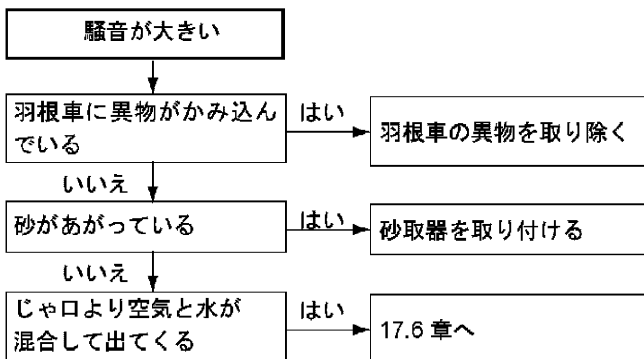 騒音が大きい
羽根車に異物がかみ込ん
でいる
はい
羽根車の異物を取り除く
いいえ
砂があがっている
はい
砂取器を取り付ける
いいえ
じゃ口より空気と水が
混合して出てくる
はい
17.6 章へ